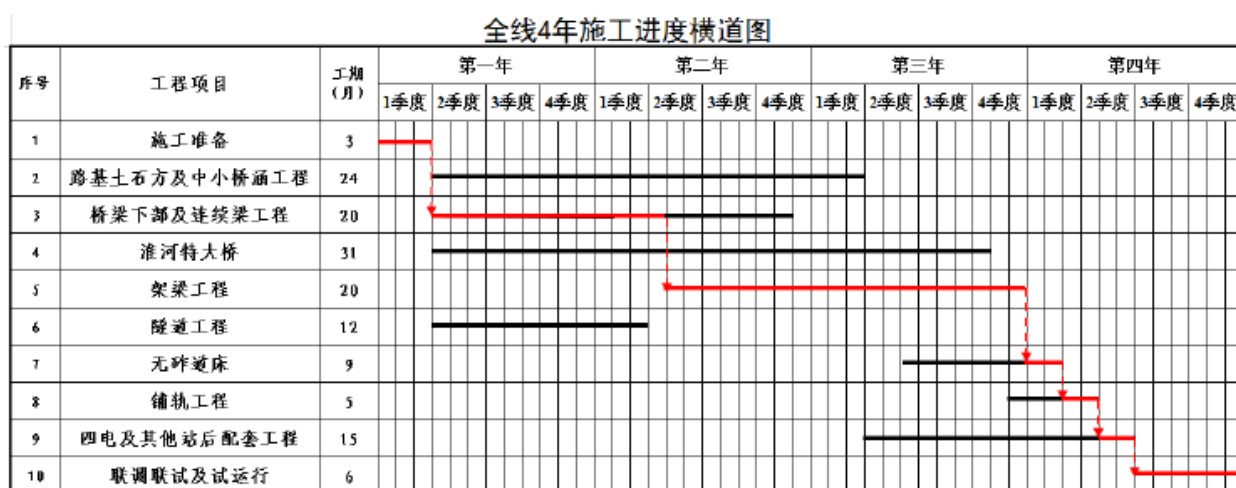 全线4年施工进度横道图
序号 工程项目 工期(月) 第一年 第二年 第三年 第四年
1季度 2季度 3季度 4季度 1季度 2季度 3季度 4季度 1季度 2季度 3季度 4季度 1季度 2季度 3季度 4季度
1 施工准备 3
2 路基土石方及中小桥涵工程 24
3 桥梁下部及连续梁工程 20
4 淮河特大桥 31
5 架梁工程 20
6 隧道工程 12
7 无砟道床 9
8 铺轨工程 5
9 四电及其他站后配套工程 15
10 联调联试及试运行 6